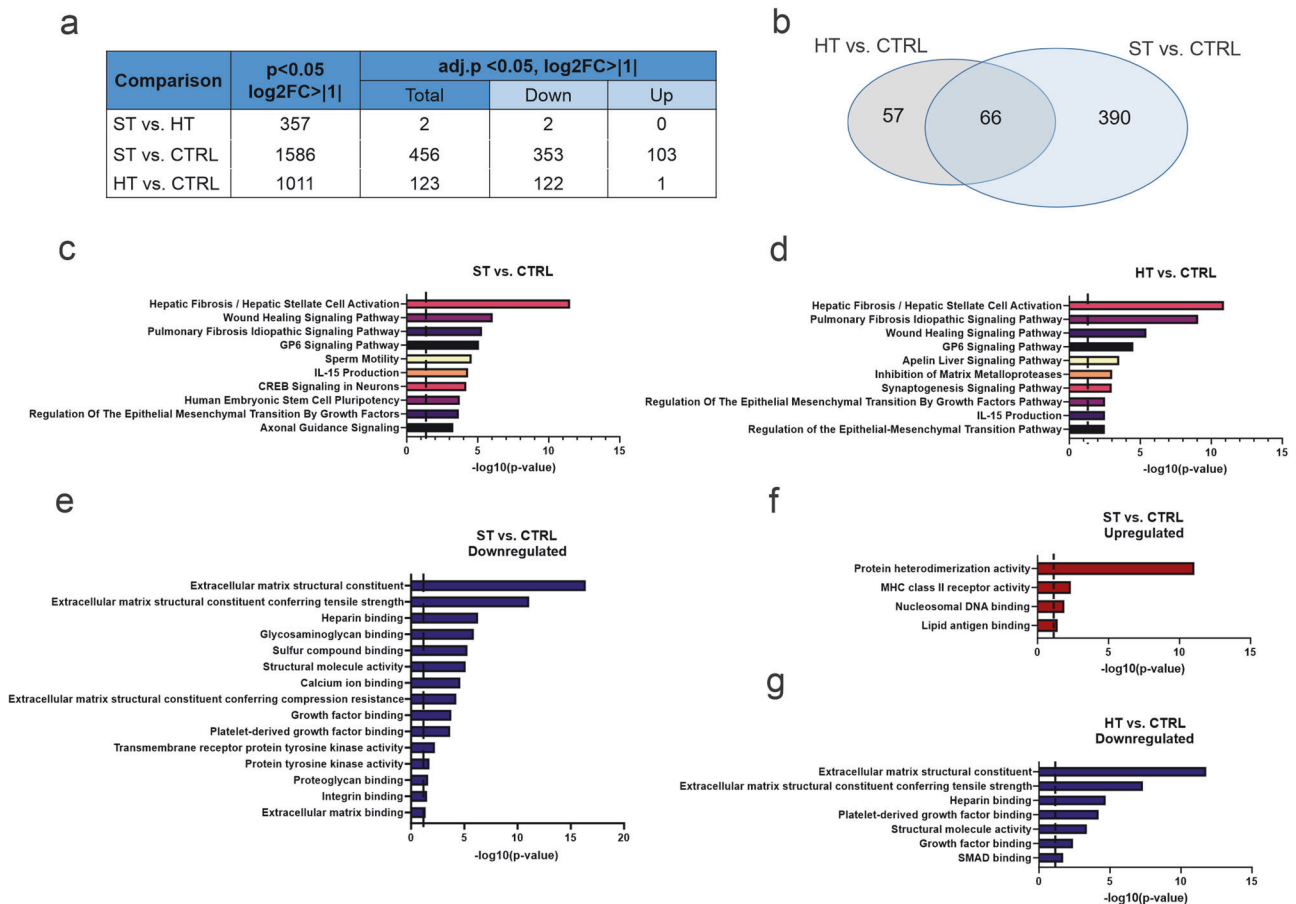 a
Comparison
p<0.05
log2FC>|1|
adj.p <0.05, log2FC>|1|
Total
Down
Up
ST vs. HT
357
2
2
0
ST vs. CTRL
1586
456
353
103
HT vs. CTRL
1011
123
122
1
b
HT vs. CTRL
ST vs. CTRL
57
66
390
c
ST vs. CTRL
Hepatic Fibrosis / Hepatic Stellate Cell Activation
Wound Healing Signaling Pathway
Pulmonary Fibrosis Idiopathic Signaling Pathway
GP6 Signaling Pathway
Sperm Motility
IL-15 Production
CREB Signaling in Neurons
Human Embryonic Stem Cell Pluripotency
Regulation Of The Epithelial Mesenchymal Transition By Growth Factors
Axonal Guidance Signaling
0 5 10 15
-log10(p-value)
d
HT vs. CTRL
Hepatic Fibrosis / Hepatic Stellate Cell Activation
Pulmonary Fibrosis Idiopathic Signaling Pathway
Wound Healing Signaling Pathway
GP6 Signaling Pathway
Apelin Liver Signaling Pathway
Inhibition of Matrix Metalloproteases
Synaptogenesis Signaling Pathway
Regulation Of The Epithelial Mesenchymal Transition By Growth Factors Pathway
IL-15 Production
Regulation of the Epithelial-Mesenchymal Transition Pathway
0 5 10 15
-log10(p-value)
e
ST vs. CTRL
Downregulated
Extracellular matrix structural constituent
Extracellular matrix structural constituent conferring tensile strength
Heparin binding
Glycosaminoglycan binding
Sulfur compound binding
Structural molecule activity
Calcium ion binding
Extracellular matrix structural constituent conferring compression resistance
Growth factor binding
Platelet-derived growth factor binding
Transmembrane receptor protein tyrosine kinase activity
Protein tyrosine kinase activity
Proteoglycan binding
Integrin binding
Extracellular matrix binding
0 5 10 15 20
-log10(p-value)
f
ST vs. CTRL
Upregulated
Protein heterodimerization activity
MHC class II receptor activity
Nucleosomal DNA binding
Lipid antigen binding
0 5 10 15
-log10(p-value)
g
HT vs. CTRL
Downregulated
Extracellular matrix structural constituent
Extracellular matrix structural constituent conferring tensile strength
Heparin binding
Platelet-derived growth factor binding
Structural molecule activity
Growth factor binding
SMAD binding
0 5 10 15
-log10(p-value)